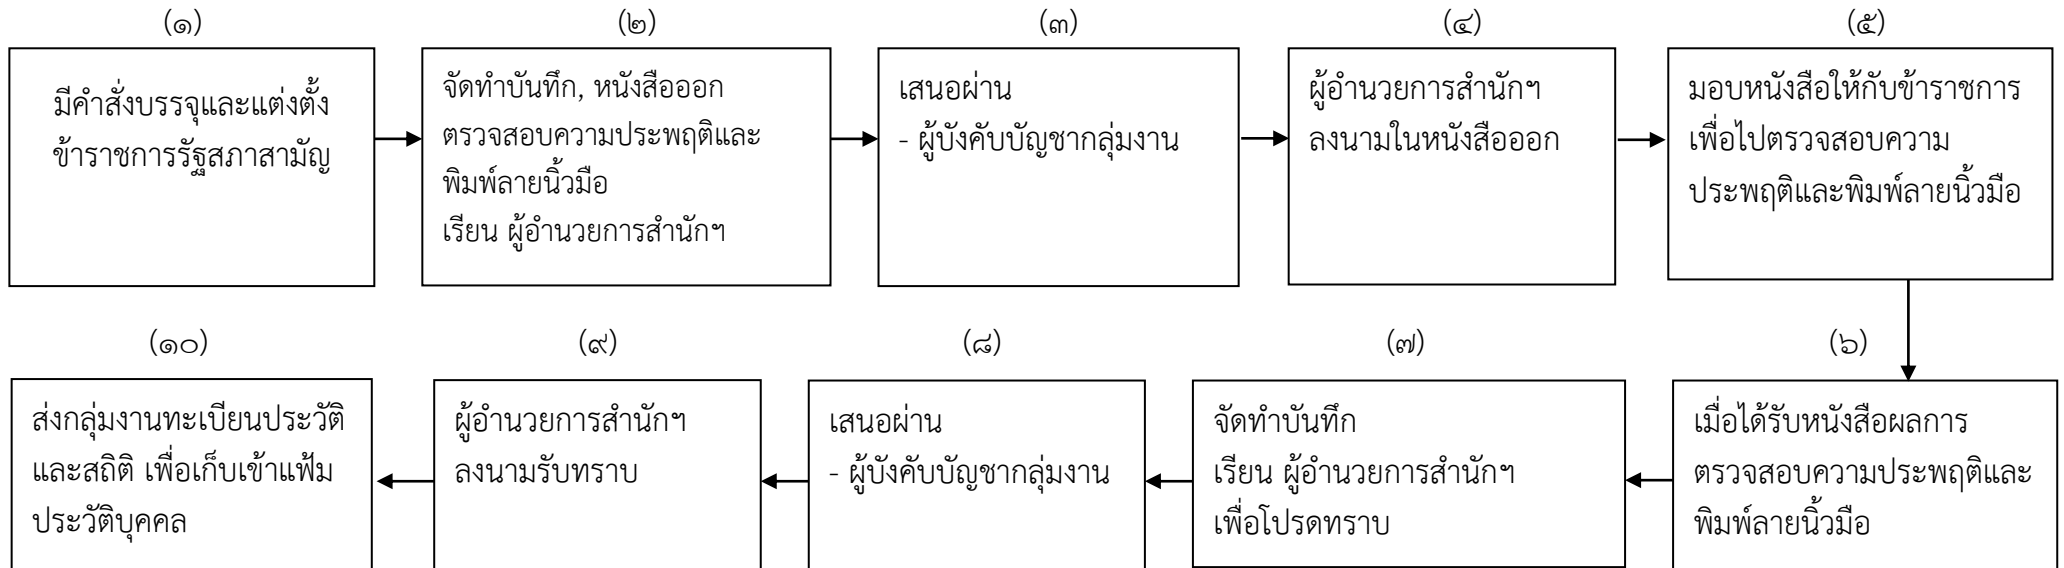 (๑)
มีคำสั่งบรรจุและแต่งตั้ง
ข้าราชการรัฐสภาสามัญ
(๒)
จัดทำบันทึก, หนังสือออก
ตรวจสอบความประพฤติและ
พิมพ์ลายนิ้วมือ
เรียน ผู้อำนวยการสำนักฯ
(๓)
เสนอผ่าน
- ผู้บังคับบัญชากลุ่มงาน
(๔)
ผู้อำนวยการสำนักฯ
ลงนามในหนังสือออก
(๕)
มอบหนังสือให้กับข้าราชการ
เพื่อไปตรวจสอบความ
ประพฤติและพิมพ์ลายนิ้วมือ
(๖)
เมื่อได้รับหนังสือผลการ
ตรวจสอบความประพฤติและ
พิมพ์ลายนิ้วมือ
(๗)
จัดทำบันทึก
เรียน ผู้อำนวยการสำนักฯ
เพื่อโปรดทราบ
(๘)
เสนอผ่าน
- ผู้บังคับบัญชากลุ่มงาน
(๙)
ผู้อำนวยการสำนักฯ
ลงนามรับทราบ
(๑๐)
ส่งกลุ่มงานทะเบียนประวัติ
และสถิติ เพื่อเก็บเข้าแฟ้ม
ประวัติบุคคล